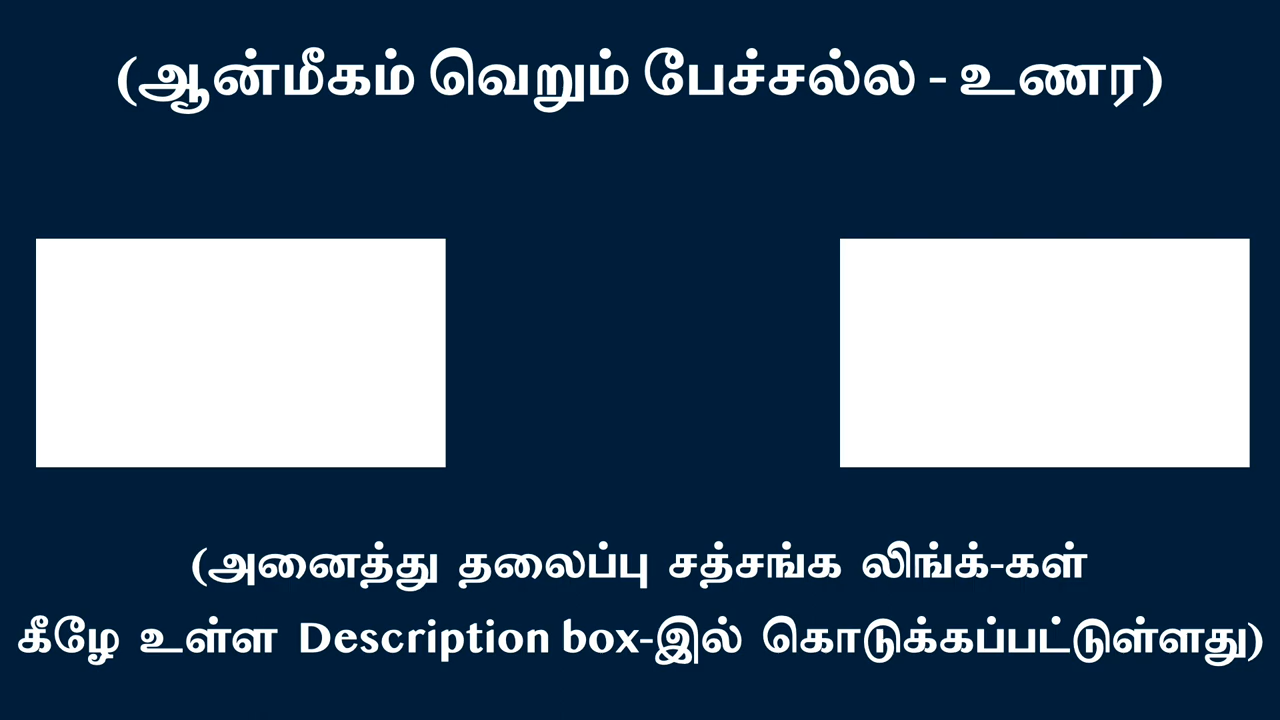 (ஆன்மீகம் வெறும் பேச்சல்ல - உணர)
(அனைத்து தலைப்பு சத்சங்க லிங்க்-கள்
கீழே உள்ள Description box-இல் கொடுக்கப்பட்டுள்ளது)